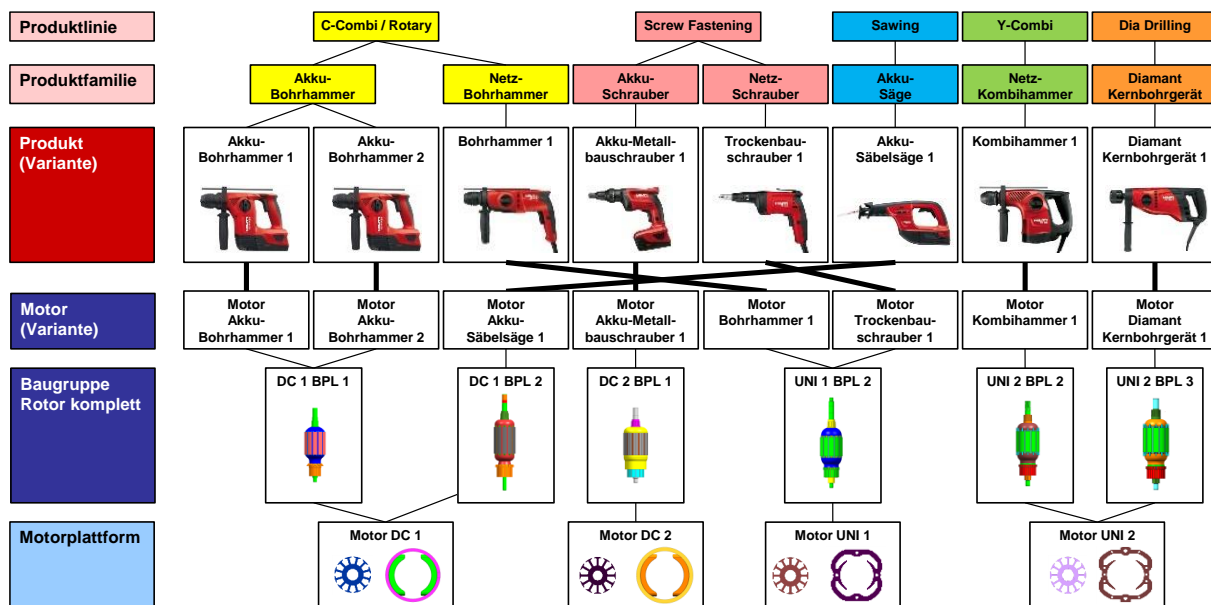 Produktlinie
C-Combi / Rotary
Screw Fastening
Sawing
Y-Combi
Dia Drilling
Produktfamilie
Akku-
Bohrhammer
Netz-
Bohrhammer
Akku-
Schrauber
Netz-
Schrauber
Akku-
Säge
Netz-
Kombihammer
Diamant
Kernbohrgerät
Produkt
(Variante)
Akku-
Bohrhammer 1
Akku-
Bohrhammer 2
Bohrhammer 1
Akku-Metall-
bauschrauber 1
Trockenbau-
schrauber 1
Akku-
Säbelsäge 1
Kombihammer 1
Diamant
Kernbohrgerät 1
Motor
(Variante)
Motor
Akku-
Bohrhammer 1
Motor
Akku-
Bohrhammer 2
Motor
Akku-
Säbelsäge 1
Motor
Akku-Metall-
bauschrauber 1
Motor
Bohrhammer 1
Motor
Trockenbau-
schrauber 1
Motor
Kombihammer 1
Motor
Diamant
Kernbohrgerät 1
Baugruppe
Rotor komplett
DC 1 BPL 1
DC 1 BPL 2
DC 2 BPL 1
UNI 1 BPL 2
UNI 2 BPL 2
UNI 2 BPL 3
Motorplattform
Motor DC 1
Motor DC 2
Motor UNI 1
Motor UNI 2